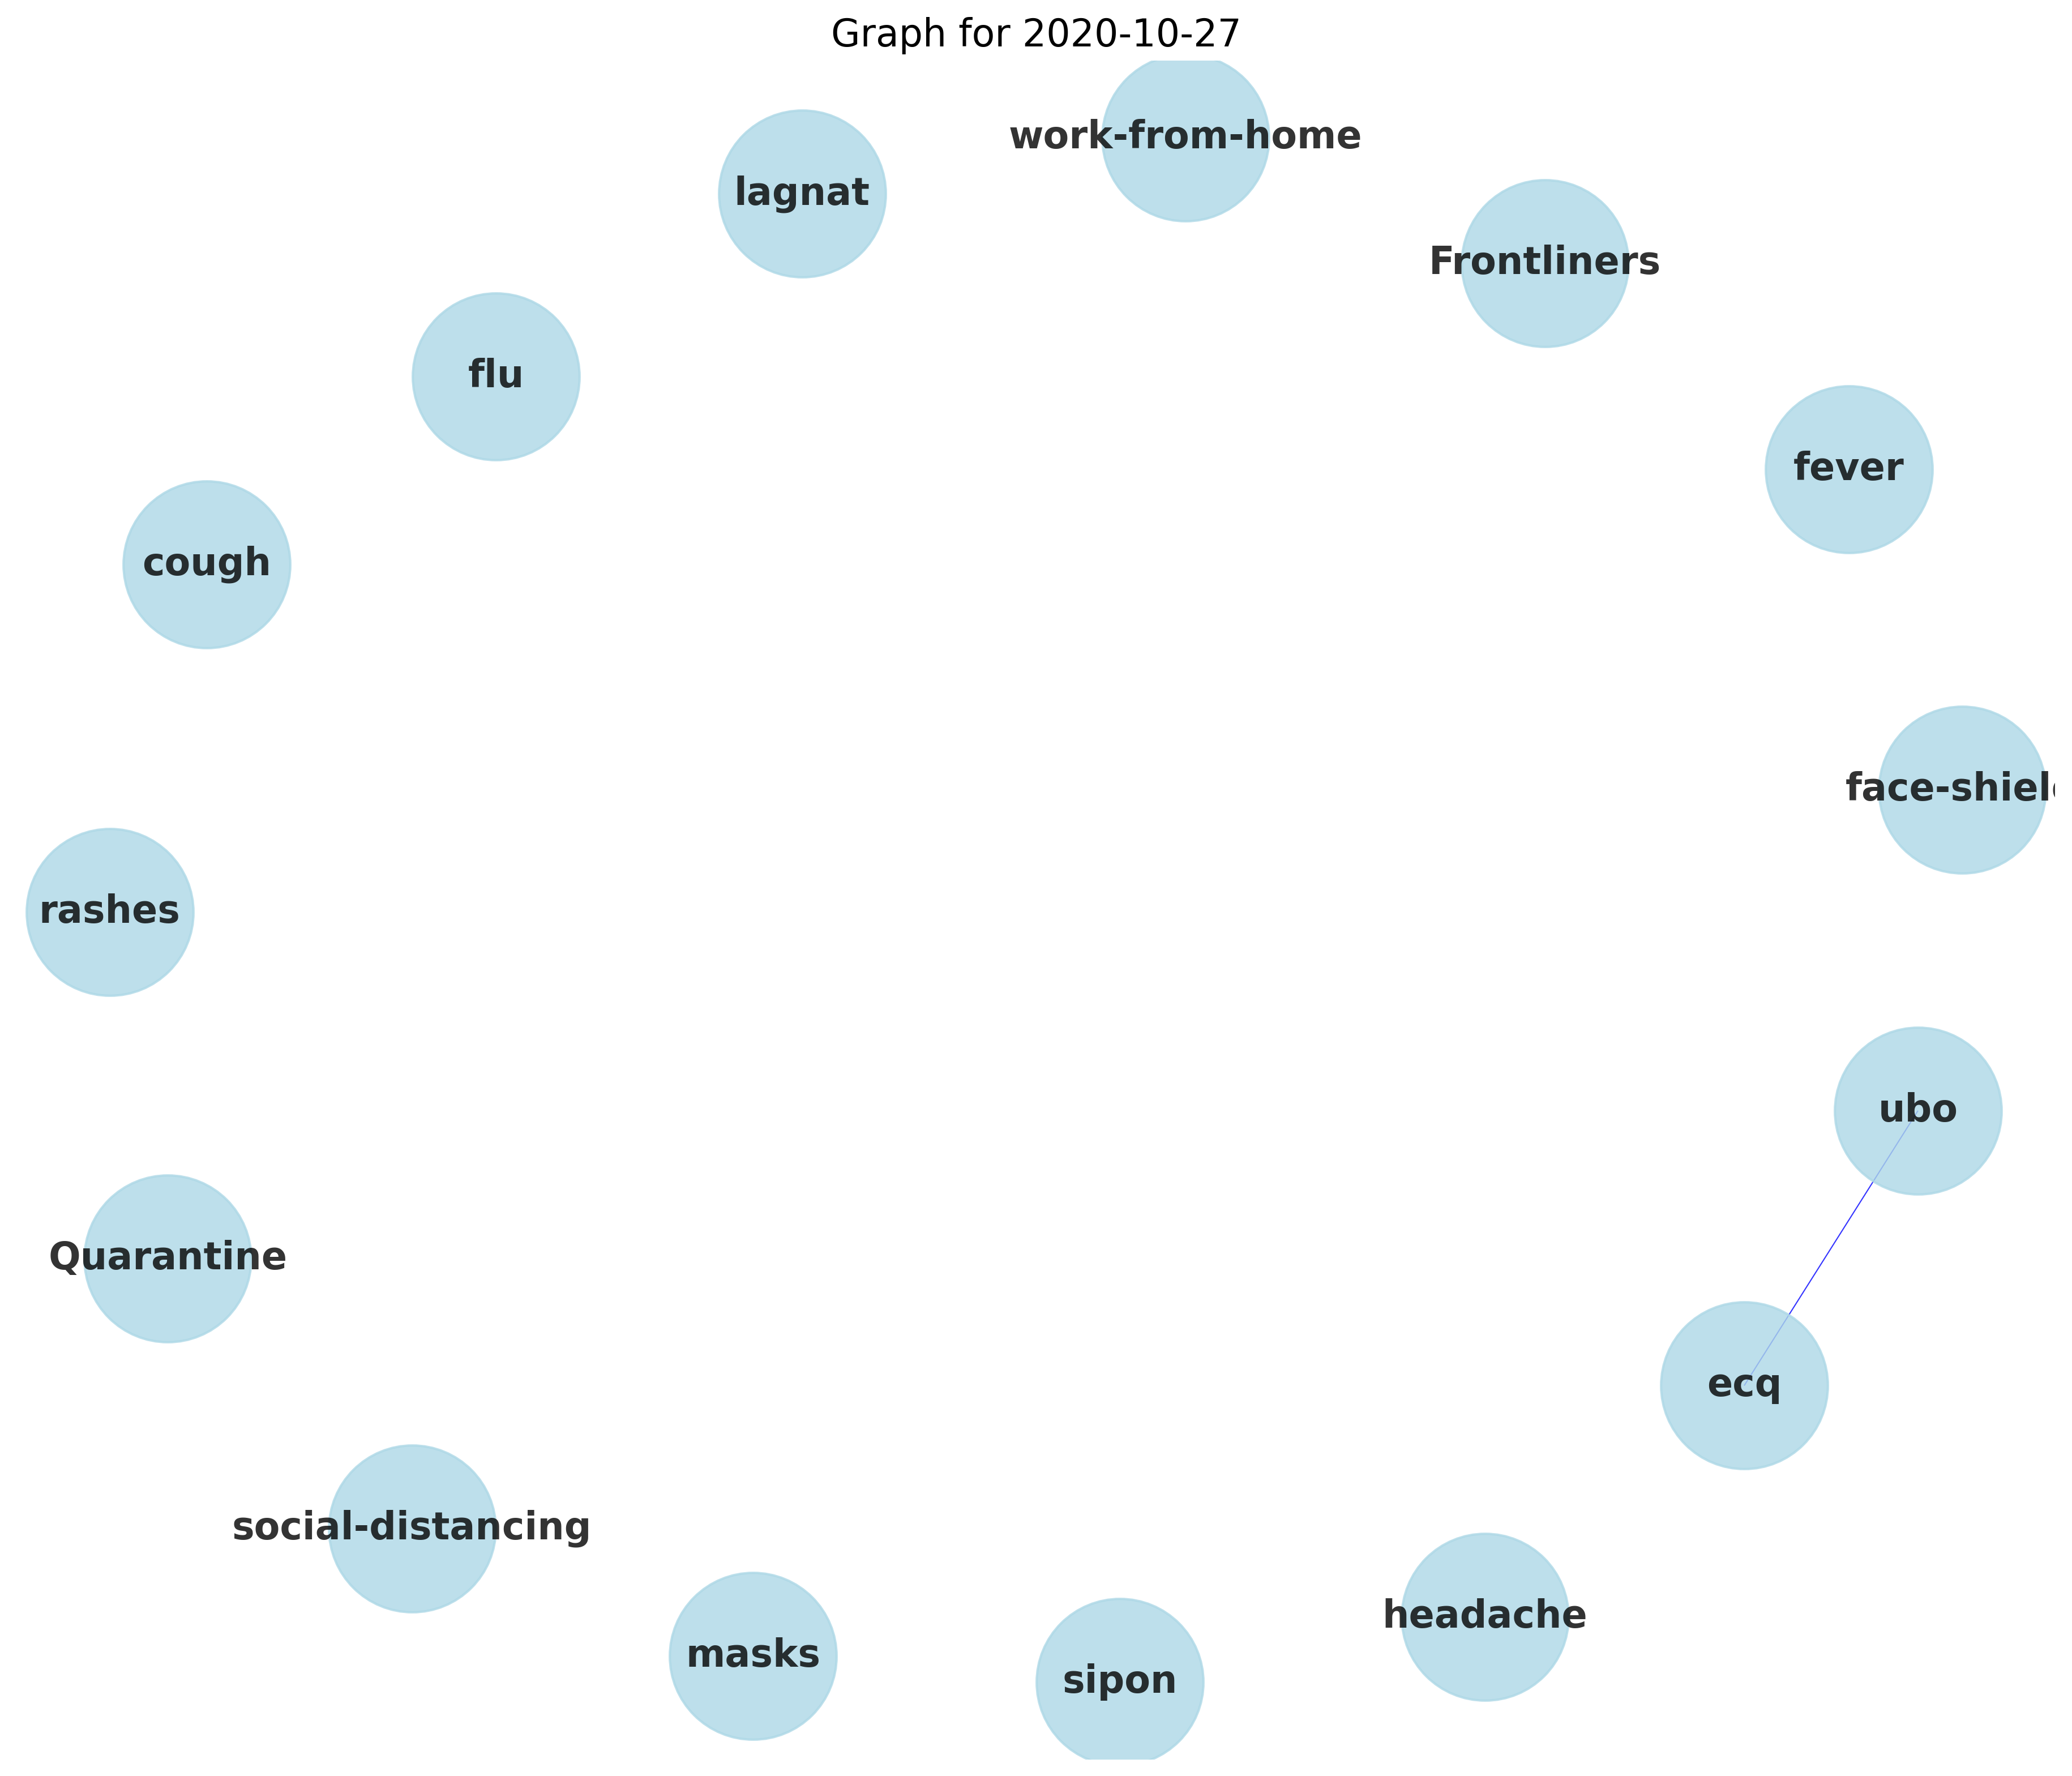 Graph for 2020-10-27
work-from-home
lagnat
Frontliners
flu
fever
cough
face-shiel
rashes
ubo
Quarantine
ecq
social-distancing
headache
masks
sipon